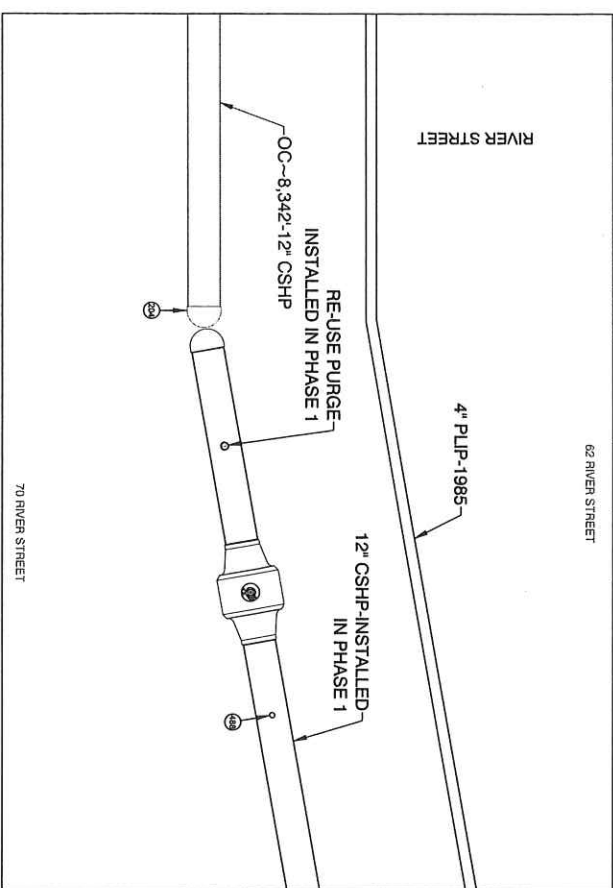 RIVER STREET
62 RIVER STREET
4" PLIP-1985
OC~8,342'-12" CSHP
RE-USE PURGE
INSTALLED IN PHASE 1
12" CSHP-INSTALLED
IN PHASE 1
204
488
70 RIVER STREET